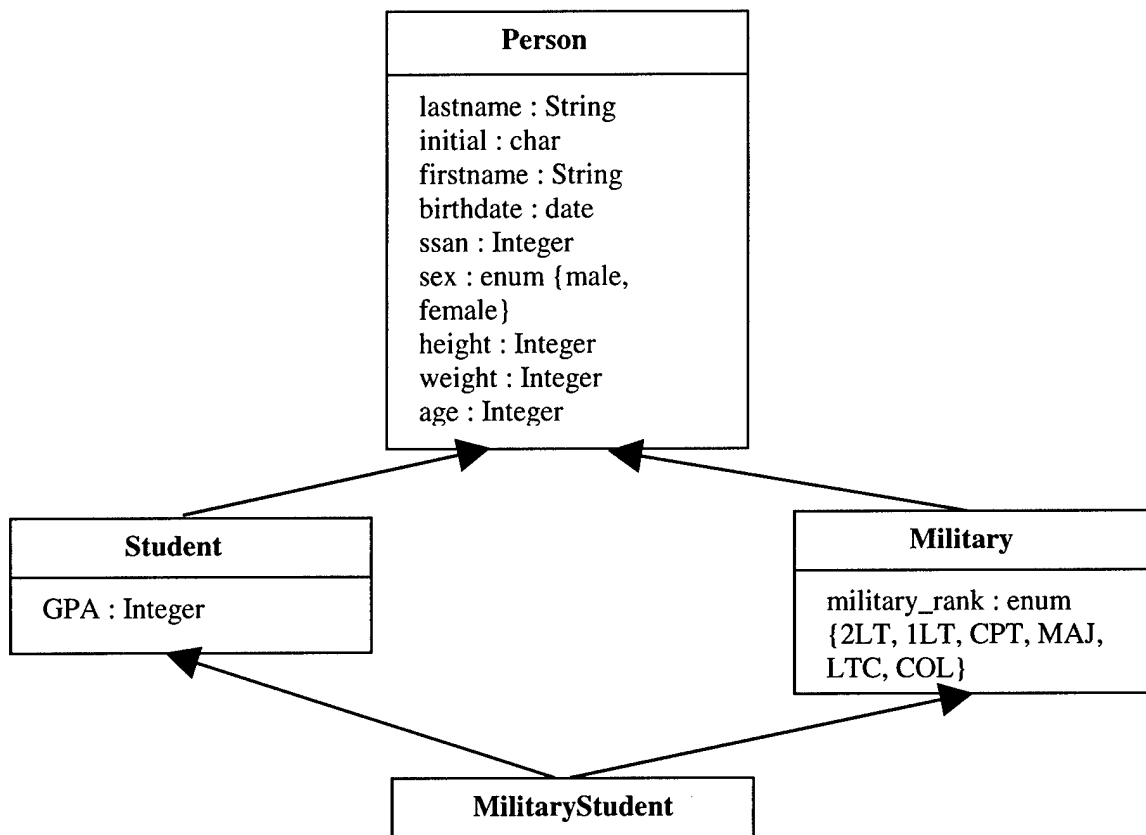 Person
lastname : String
initial : char
firstname : String
birthdate : date
ssan : Integer
sex : enum {male,
female}
height : Integer
weight : Integer
age : Integer
Student
GPA : Integer
Military
military_rank : enum
{2LT, 1LT, CPT, MAJ,
LTC, COL}
MilitaryStudent